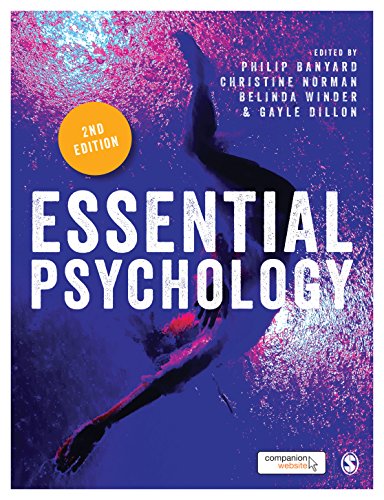 EDITED BY
PHILIP BANYARD
CHRISTINE NORMAN
BELINDA WINDER
& GAYLE DILLON
2ND
EDITION
ESSENTIAL
PSYCHOLOGY
companion
website
S